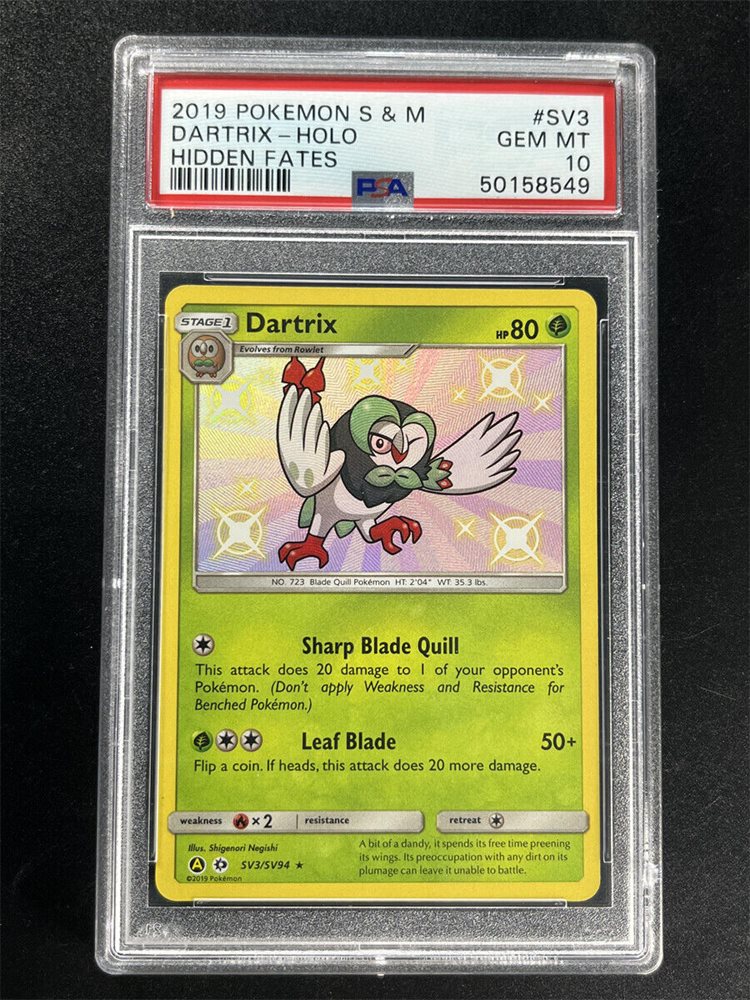 2019 POKEMON S & M #SV3
DARTRIX - HOLO GEM MT
HIDDEN FATES 10
PSA 50158549
STAGE 1 Dartrix HP 80
Evolves from Rowlet
NO. 723 Blade Quill Pokémon HT: 2'04" WT: 35.3 lbs.
Sharp Blade Quill
This attack does 20 damage to 1 of your opponent's
Pokémon. (Don't apply Weakness and Resistance for
Benched Pokémon.)
Leaf Blade 50+
Flip a coin. If heads, this attack does 20 more damage.
weakness ×2 resistance retreat
Illus. Shigenori Negishi
A SV3/SV94 ★
©2019 Pokémon
A bit of a dandy, it spends its free time preening
its wings. Its preoccupation with any dirt on its
plumage can leave it unable to battle.